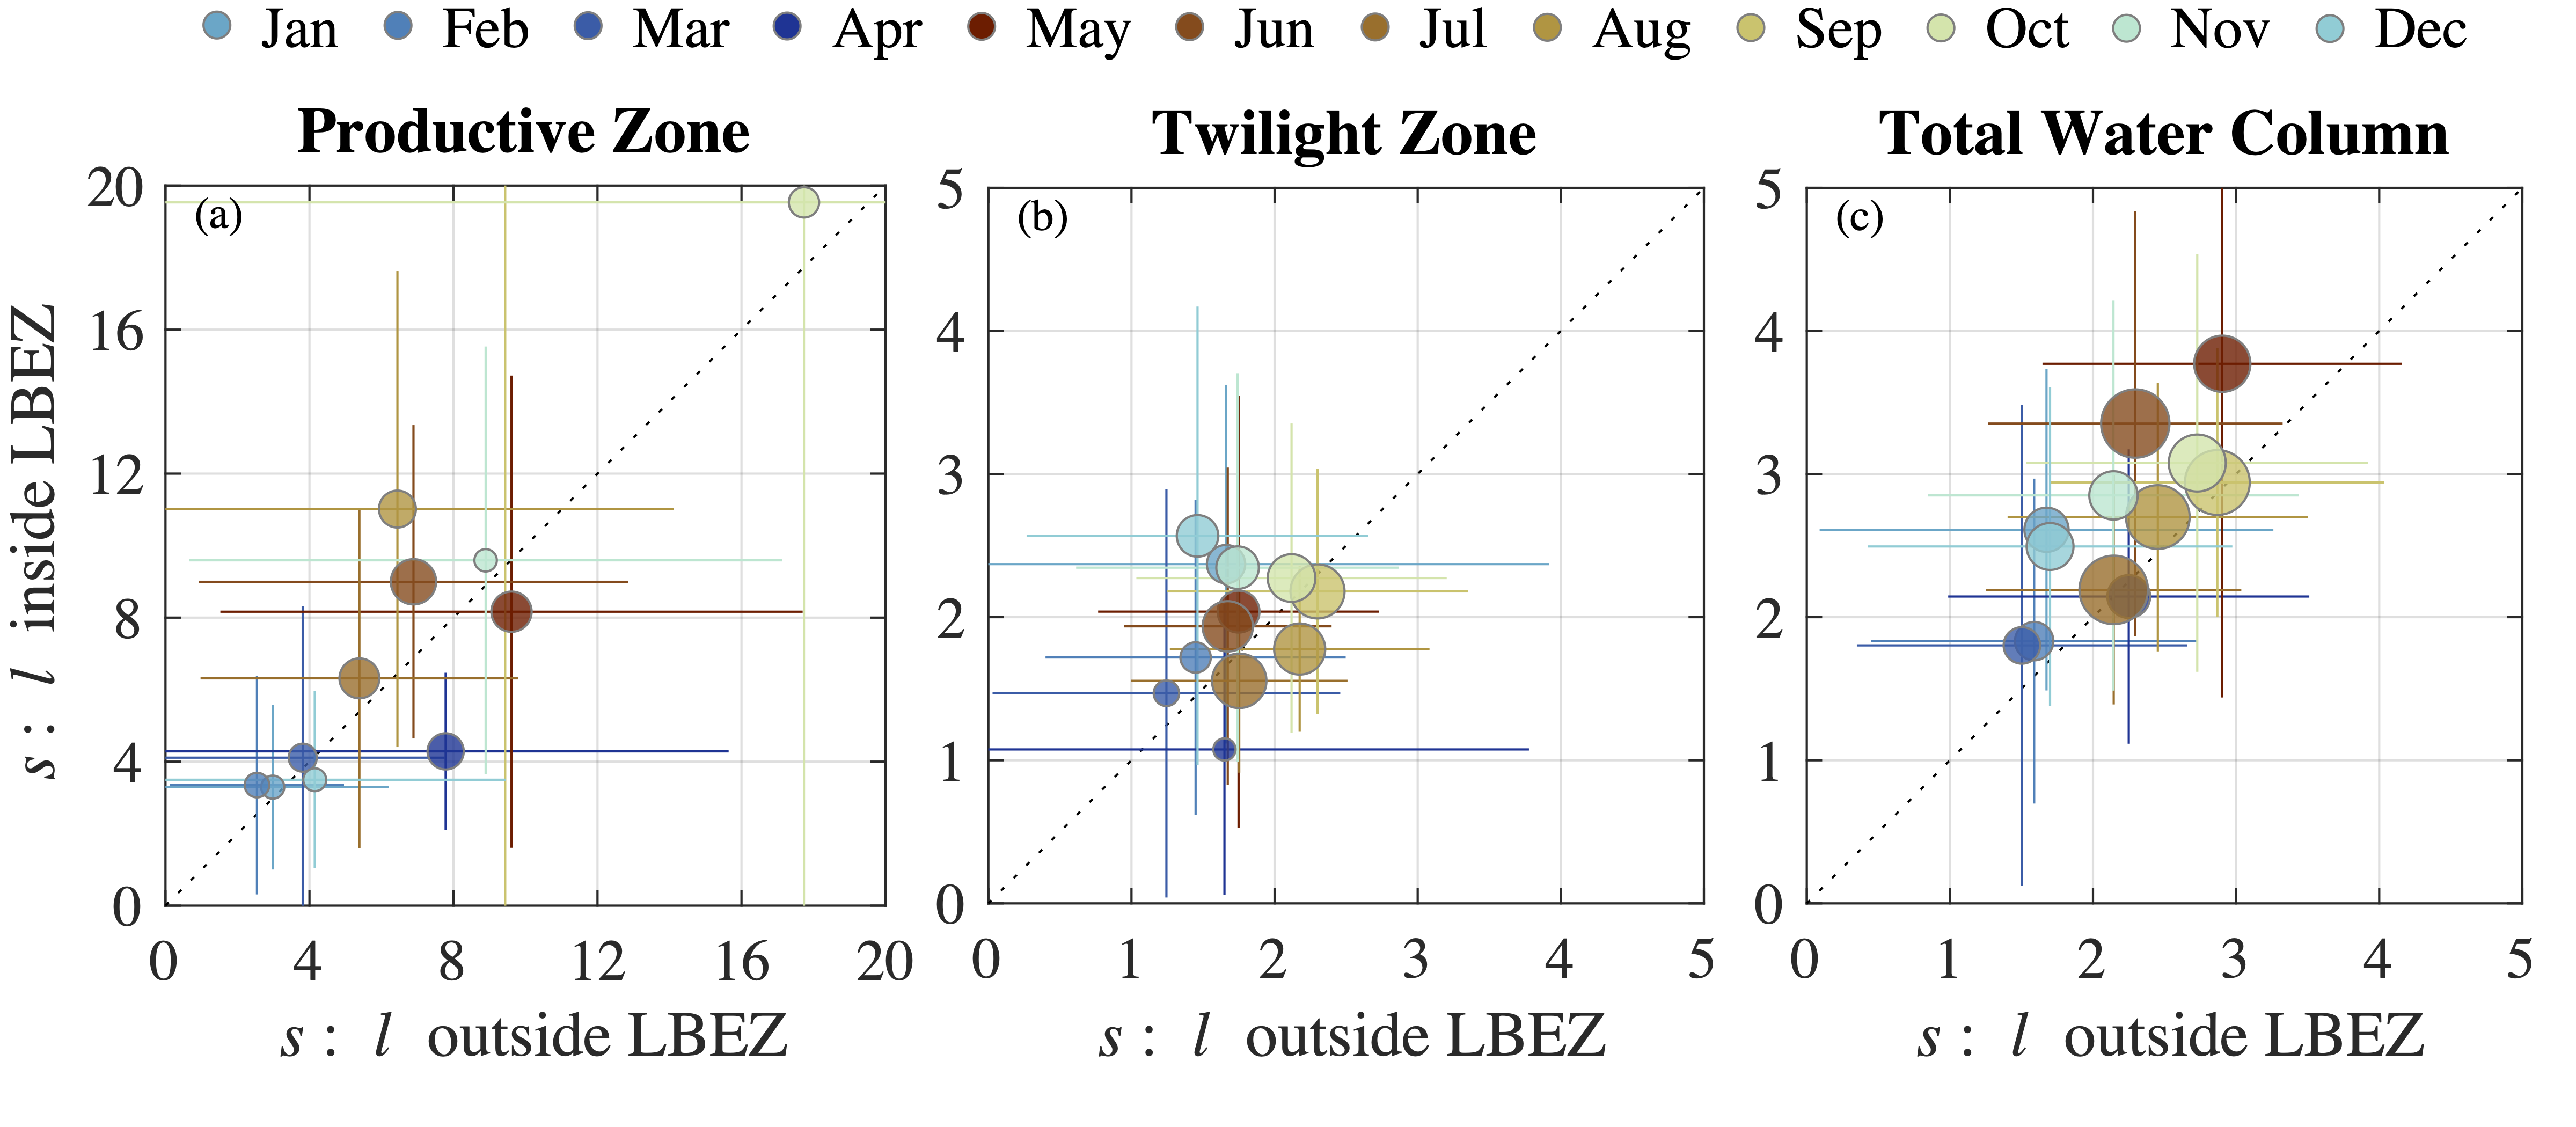 Jan Feb Mar Apr May Jun Jul Aug Sep Oct Nov Dec
Productive Zone Twilight Zone Total Water Column
s : l inside LBEZ
(a)
20
16
12
8
4
0
0 4 8 12 16 20
s : l outside LBEZ
(b)
5
4
3
2
1
0
0 1 2 3 4 5
s : l outside LBEZ
(c)
5
4
3
2
1
0
0 1 2 3 4 5
s : l outside LBEZ